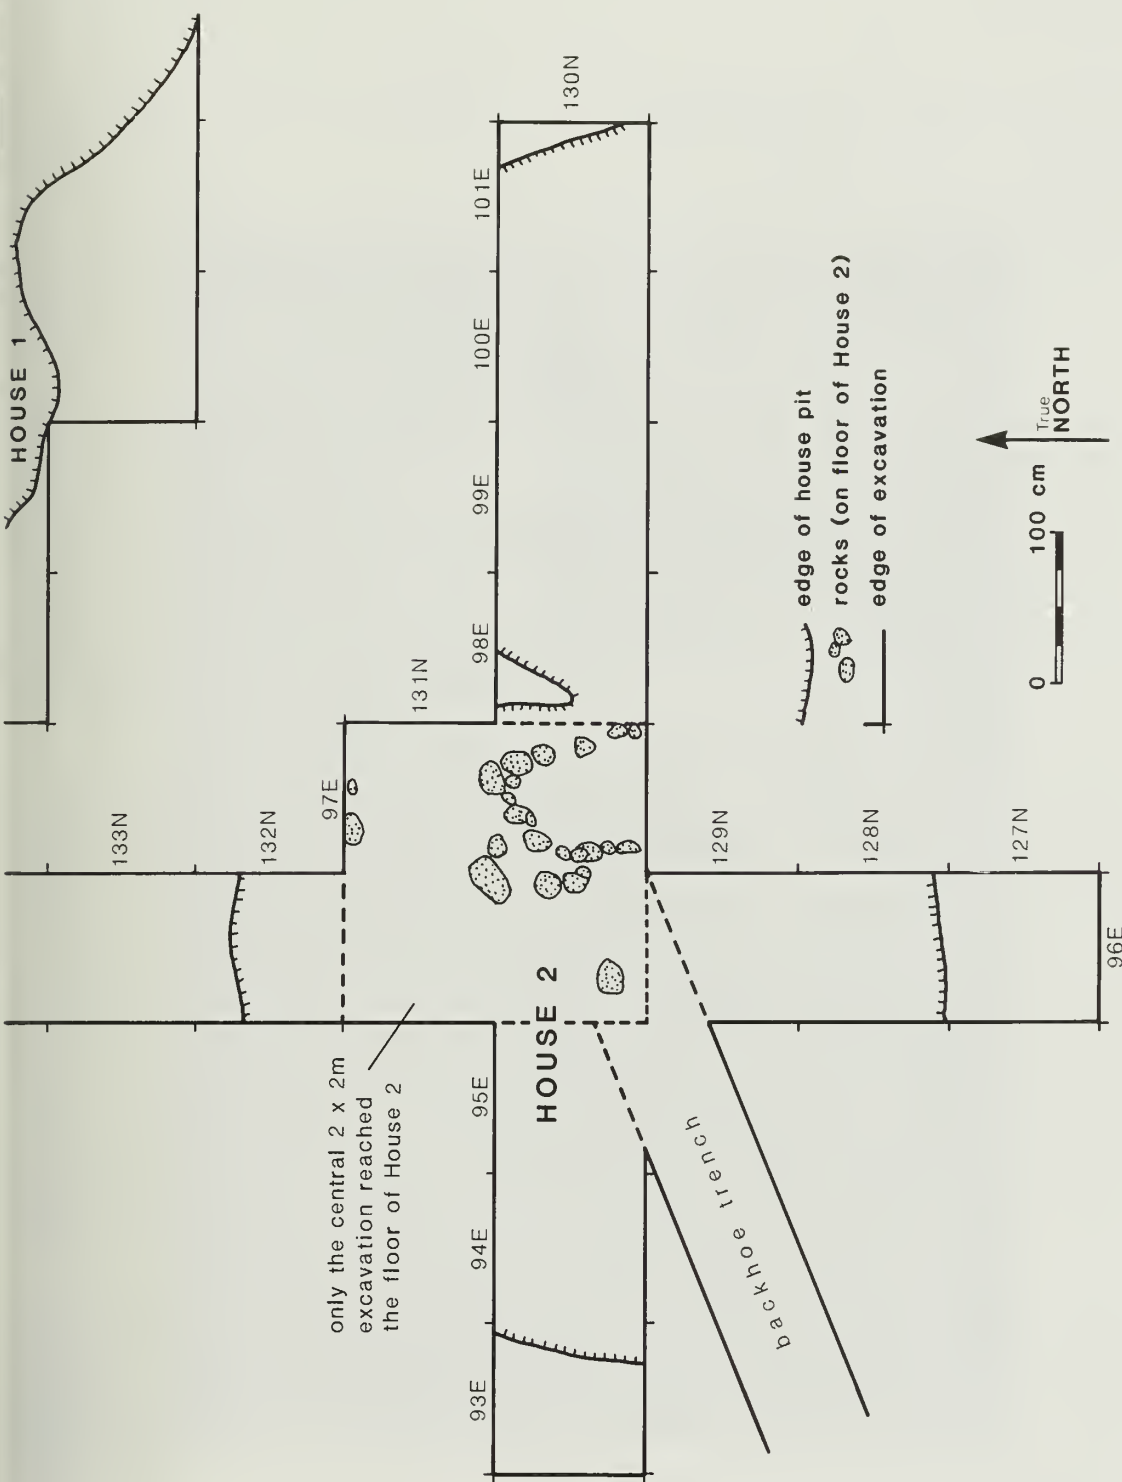 HOUSE 1
133N
132N
131N
130N
129N
128N
127N
93E
94E
95E
96E
97E
98E
99E
100E
101E
only the central 2 x 2m
excavation reached
the floor of House 2
HOUSE 2
backhoe trench
edge of house pit
rocks (on floor of House 2)
edge of excavation
0 100 cm
True
NORTH